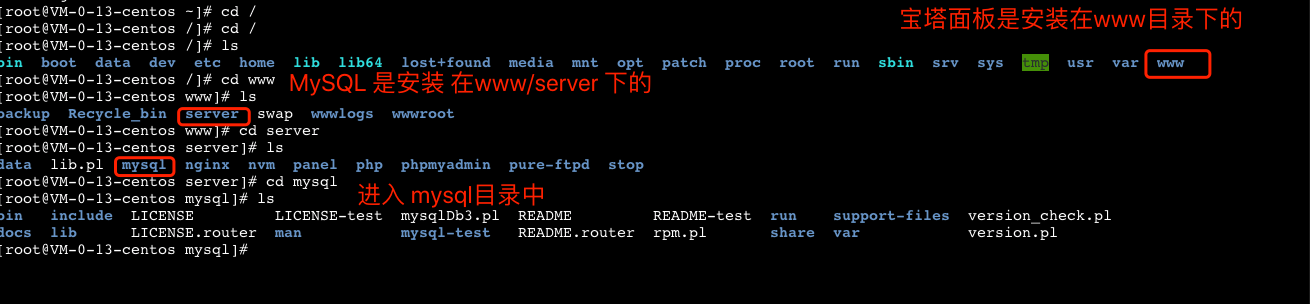 [root@VM-0-13-centos ~]# cd /
宝塔面板是安装在www目录下的
[root@VM-0-13-centos /]# cd /
[root@VM-0-13-centos /]# ls
bin boot data dev etc home lib lib64 lost+found media mnt opt patch proc root run sbin srv sys tmp usr var www
[root@VM-0-13-centos /]# cd www
MySQL 是安装 在www/server 下的
[root@VM-0-13-centos www]# ls
backup Recycle_bin server swap wwwlogs wwwroot
[root@VM-0-13-centos www]# cd server
[root@VM-0-13-centos server]# ls
data lib.pl mysql nginx nvm panel php phpmyadmin pure-ftpd stop
[root@VM-0-13-centos server]# cd mysql
进入 mysql目录中
[root@VM-0-13-centos mysql]# ls
bin include LICENSE LICENSE-test mysqlDb3.pl README README-test run support-files version_check.pl
docs lib LICENSE.router man mysql-test README.router rpm.pl share var version.pl
[root@VM-0-13-centos mysql]#